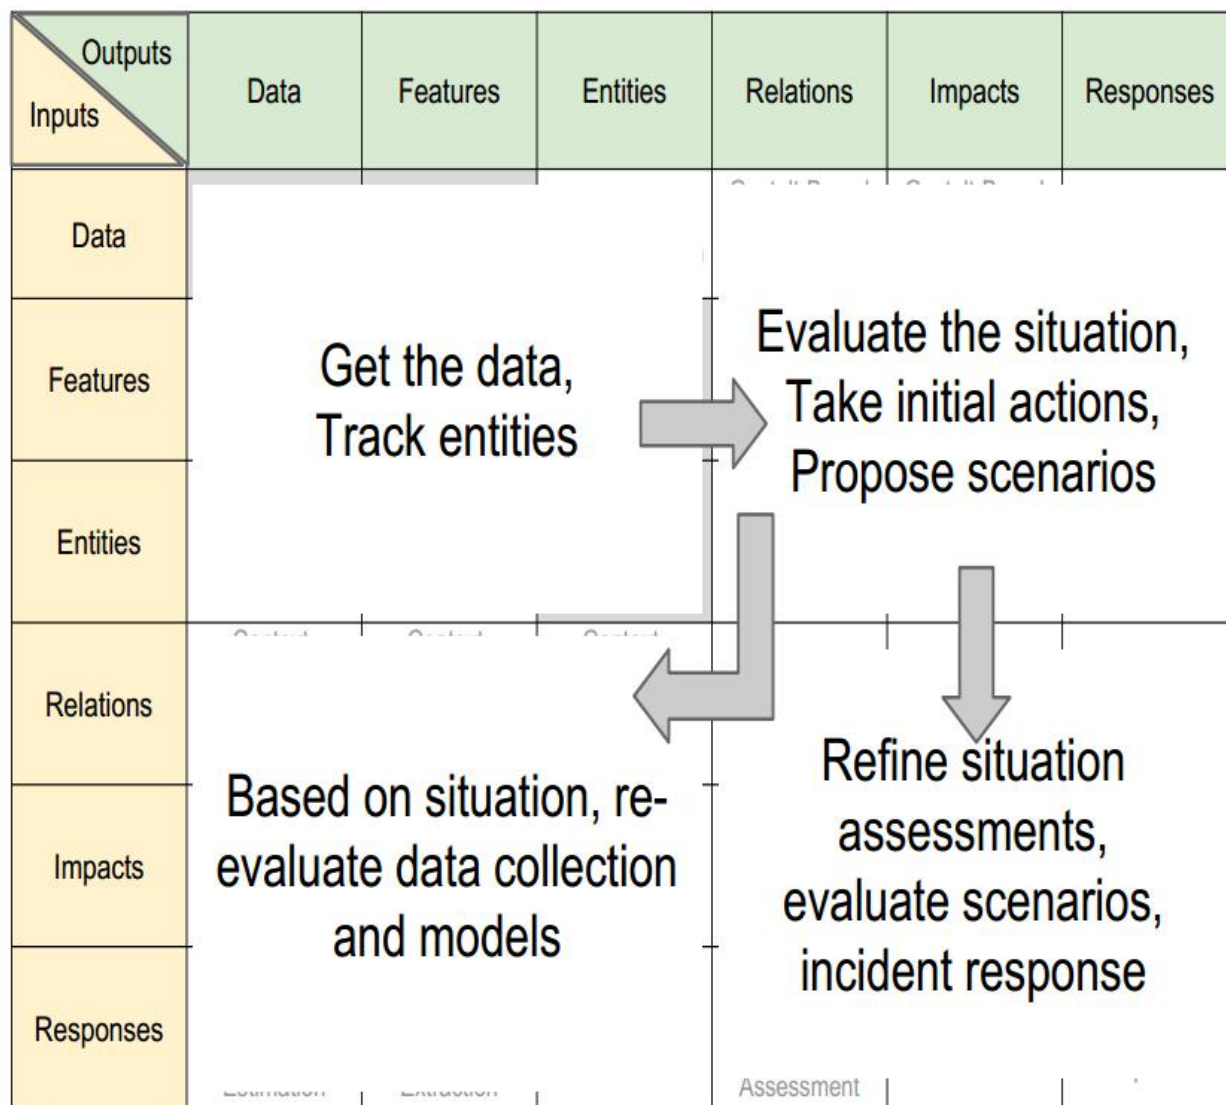 Outputs
Inputs
Data
Features
Entities
Relations
Impacts
Responses
Data
Features
Entities
Relations
Impacts
Responses
Get the data,
Track entities
Evaluate the situation,
Take initial actions,
Propose scenarios
Based on situation, re-
evaluate data collection
and models
Refine situation
assessments,
evaluate scenarios,
incident response
Assessment